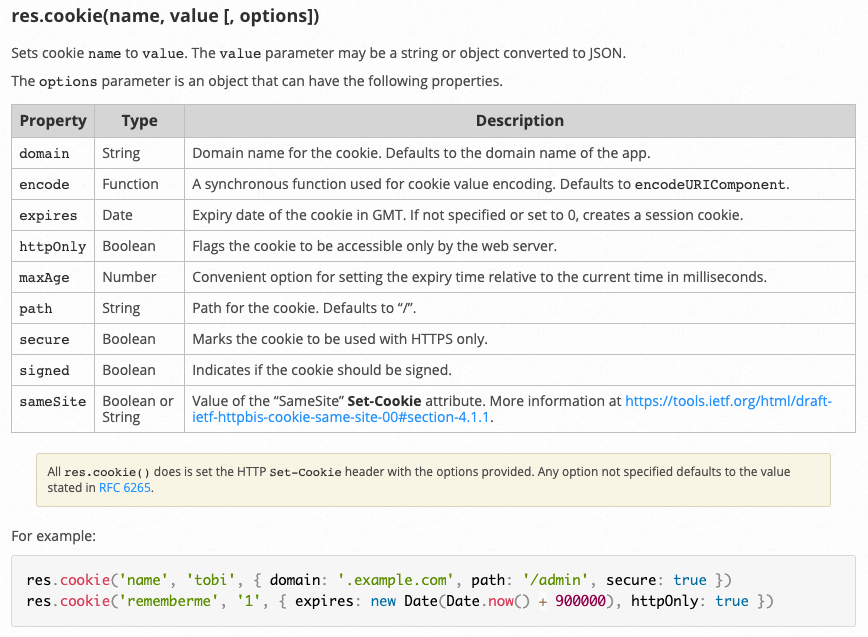 res.cookie(name, value [, options])
Sets cookie name to value. The value parameter may be a string or object converted to JSON.
The options parameter is an object that can have the following properties.
Property Type Description
domain String Domain name for the cookie. Defaults to the domain name of the app.
encode Function A synchronous function used for cookie value encoding. Defaults to encodeURIComponent.
expires Date Expiry date of the cookie in GMT. If not specified or set to 0, creates a session cookie.
httpOnly Boolean Flags the cookie to be accessible only by the web server.
maxAge Number Convenient option for setting the expiry time relative to the current time in milliseconds.
path String Path for the cookie. Defaults to “/”.
secure Boolean Marks the cookie to be used with HTTPS only.
signed Boolean Indicates if the cookie should be signed.
sameSite Boolean or Value of the “SameSite” Set-Cookie attribute. More information at https://tools.ietf.org/html/draft-
String ietf-httpbis-cookie-same-site-00#section-4.1.1.
All res.cookie() does is set the HTTP Set-Cookie header with the options provided. Any option not specified defaults to the value
stated in RFC 6265.
For example:
res.cookie('name', 'tobi', { domain: '.example.com', path: '/admin', secure: true })
res.cookie('rememberme', '1', { expires: new Date(Date.now() + 900000), httpOnly: true })